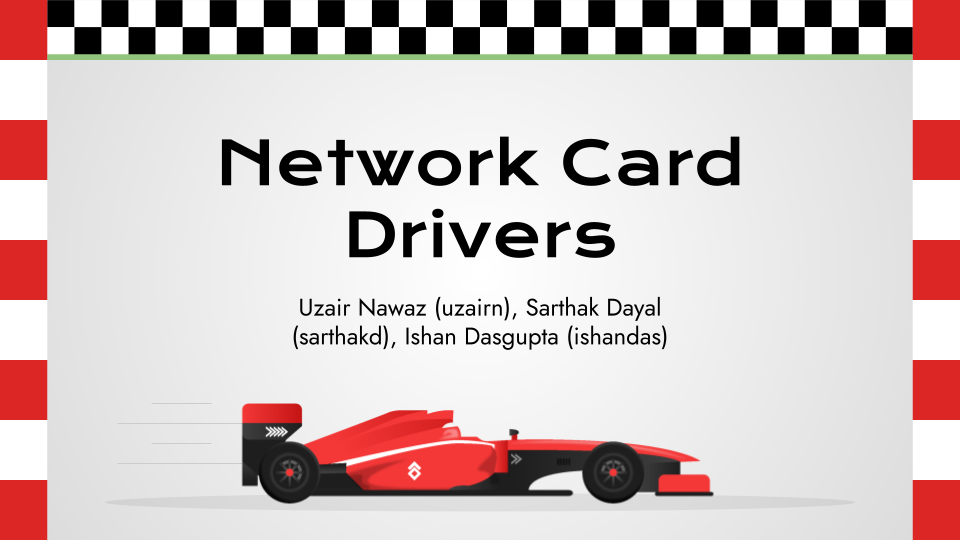 Network Card
Drivers
Uzair Nawaz (uzairn), Sarthak Dayal
(sarthakd), Ishan Dasgupta (ishandas)